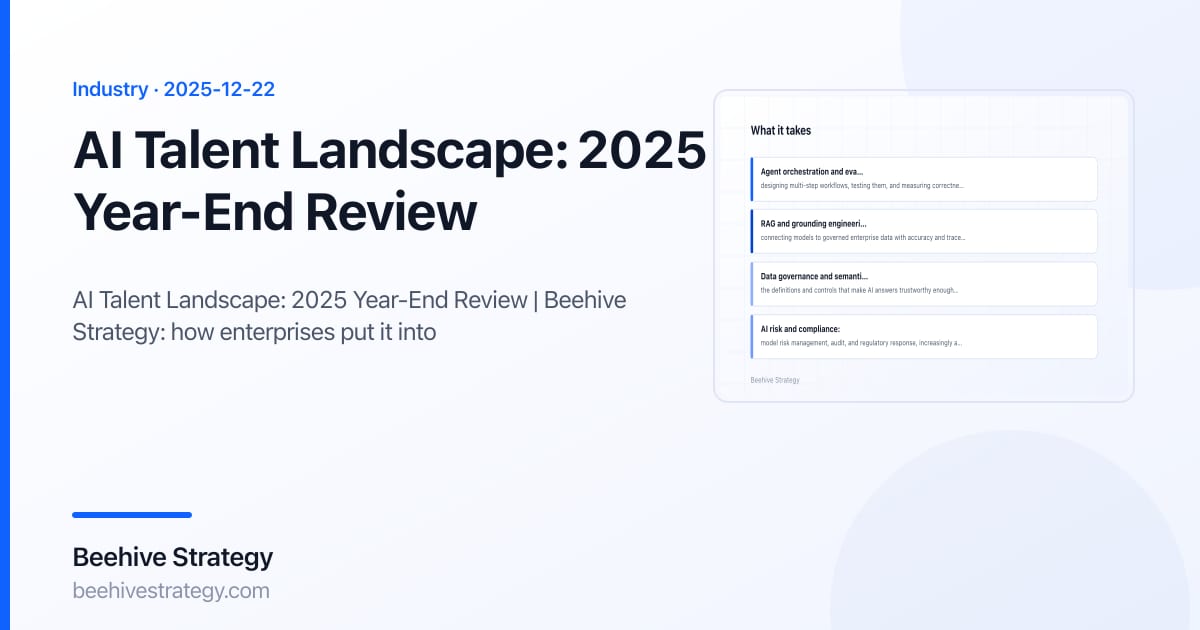 Industry · 2025-12-22
AI Talent Landscape: 2025
Year-End Review
AI Talent Landscape: 2025 Year-End Review | Beehive
Strategy: how enterprises put it into
Beehive Strategy
beehivestrategy.com
What it takes
Agent orchestration and eva...
designing multi-step workflows, testing them, and measuring correctne...
RAG and grounding engineeri...
connecting models to governed enterprise data with accuracy and trace...
Data governance and semanti...
the definitions and controls that make AI answers trustworthy enough...
AI risk and compliance:
model risk management, audit, and regulatory response, increasingly a...
Beehive Strategy